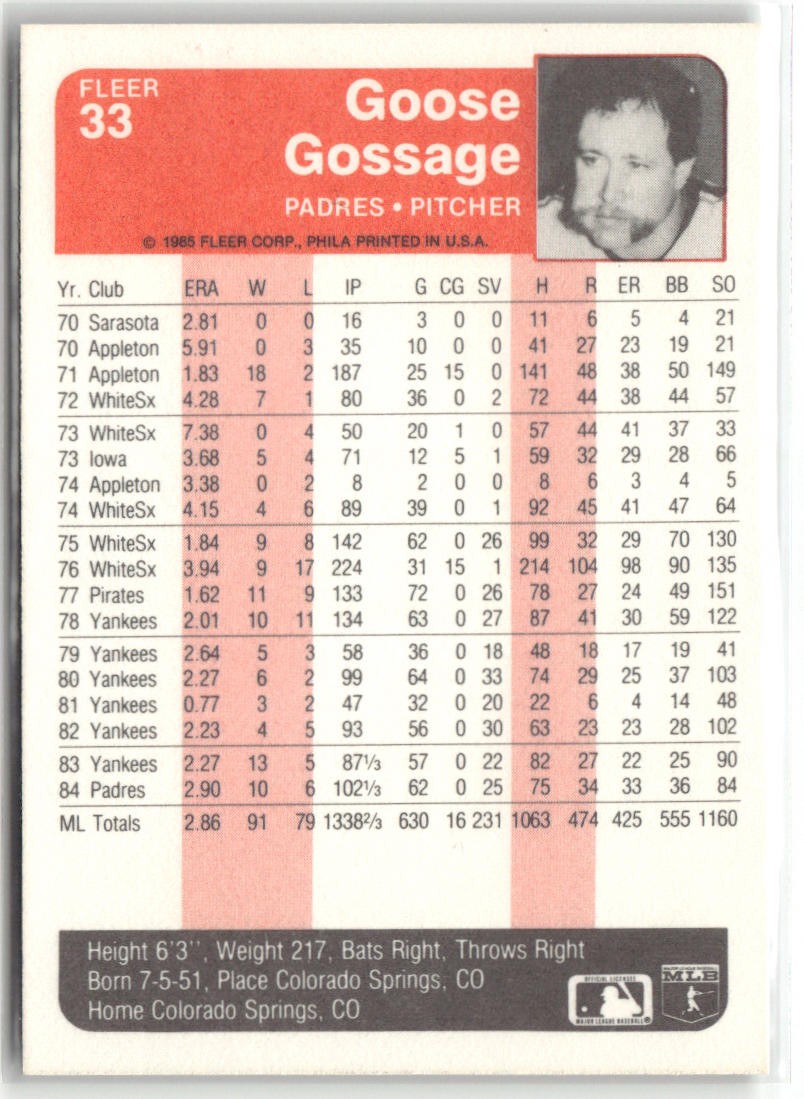 FLEER
33
Goose
Gossage
PADRES • PITCHER
© 1985 FLEER CORP., PHILA PRINTED IN U.S.A.
Yr. Club ERA W L IP G CG SV H R ER BB SO
70 Sarasota 2.81 0 0 16 3 0 0 11 6 5 4 21
70 Appleton 5.91 0 3 35 10 0 0 41 27 23 19 21
71 Appleton 1.83 18 2 187 25 15 0 141 48 38 50 149
72 WhiteSx 4.28 7 1 80 36 0 2 72 44 38 44 57
73 WhiteSx 7.38 0 4 50 20 1 0 57 44 41 37 33
73 Iowa 3.68 5 4 71 12 5 1 59 32 29 28 66
74 Appleton 3.38 0 2 8 2 0 0 8 6 3 4 5
74 WhiteSx 4.15 4 6 89 39 0 1 92 45 41 47 64
75 WhiteSx 1.84 9 8 142 62 0 26 99 32 29 70 130
76 WhiteSx 3.94 9 17 224 31 15 1 214 104 98 90 135
77 Pirates 1.62 11 9 133 72 0 26 78 27 24 49 151
78 Yankees 2.01 10 11 134 63 0 27 87 41 30 59 122
79 Yankees 2.64 5 3 58 36 0 18 48 18 17 19 41
80 Yankees 2.27 6 2 99 64 0 33 74 29 25 37 103
81 Yankees 0.77 3 2 47 32 0 20 22 6 4 14 48
82 Yankees 2.23 4 5 93 56 0 30 63 23 23 28 102
83 Yankees 2.27 13 5 87⅓ 57 0 22 82 27 22 25 90
84 Padres 2.90 10 6 102⅓ 62 0 25 75 34 33 36 84
ML Totals 2.86 91 79 1338⅔ 630 16 231 1063 474 425 555 1160
Height 6'3'', Weight 217, Bats Right, Throws Right
Born 7-5-51, Place Colorado Springs, CO
Home Colorado Springs, CO
OFFICIAL LICENSEE
MAJOR LEAGUE BASEBALL®
MAJOR LEAGUE BASEBALL
MLB